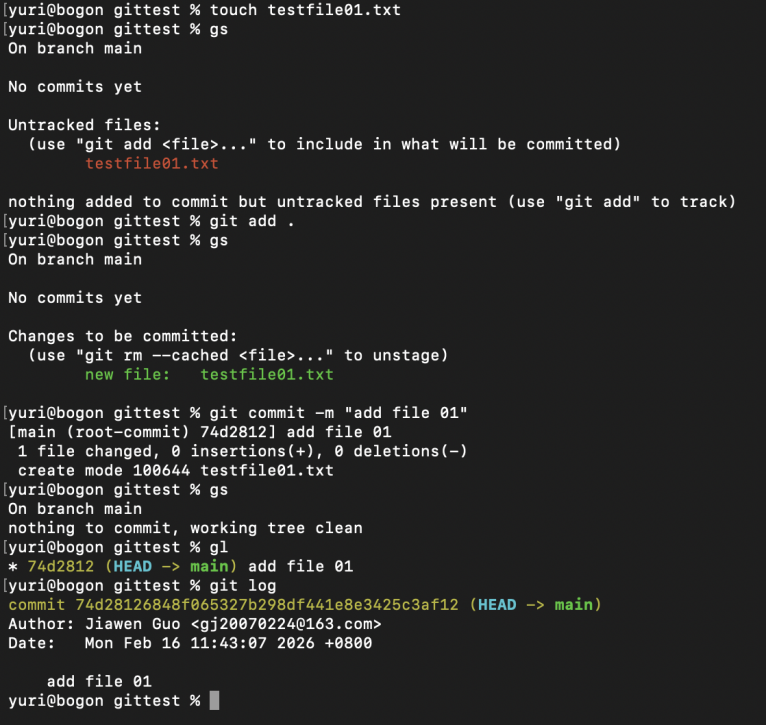 [yuri@bogon gittest % touch testfile01.txt
[yuri@bogon gittest % gs
On branch main
No commits yet
Untracked files:
  (use "git add <file>..." to include in what will be committed)
        testfile01.txt
nothing added to commit but untracked files present (use "git add" to track)
[yuri@bogon gittest % git add .
[yuri@bogon gittest % gs
On branch main
No commits yet
Changes to be committed:
  (use "git rm --cached <file>..." to unstage)
        new file:   testfile01.txt
[yuri@bogon gittest % git commit -m "add file 01"
[main (root-commit) 74d2812] add file 01
 1 file changed, 0 insertions(+), 0 deletions(-)
 create mode 100644 testfile01.txt
[yuri@bogon gittest % gs
On branch main
nothing to commit, working tree clean
[yuri@bogon gittest % gl
* 74d2812 (HEAD -> main) add file 01
[yuri@bogon gittest % git log
commit 74d28126848f065327b298df441e8e3425c3af12 (HEAD -> main)
Author: Jiawen Guo <gj20070224@163.com>
Date:   Mon Feb 16 11:43:07 2026 +0800
    add file 01
yuri@bogon gittest %